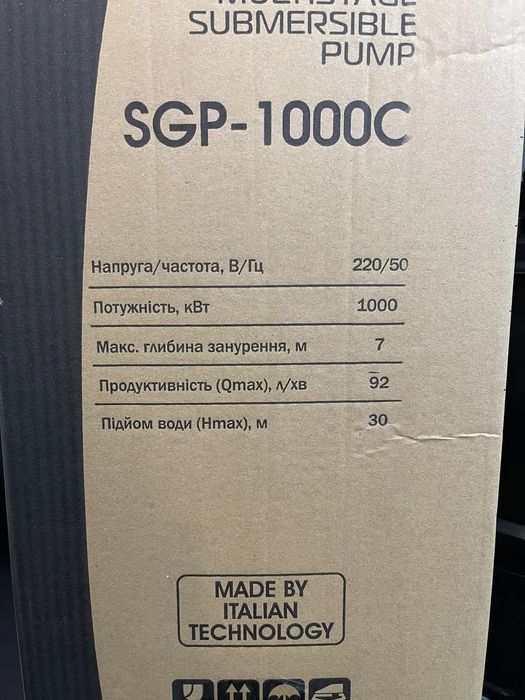 MULTISTAGE
SUBMERSIBLE
PUMP
SGP-1000C
Напруга/частота, В/Гц 220/50
Потужність, кВт 1000
Макс. глибина занурення, м 7
Продуктивність (Qmax), л/хв 92
Підйом води (Hmax), м 30
MADE BY
ITALIAN
TECHNOLOGY